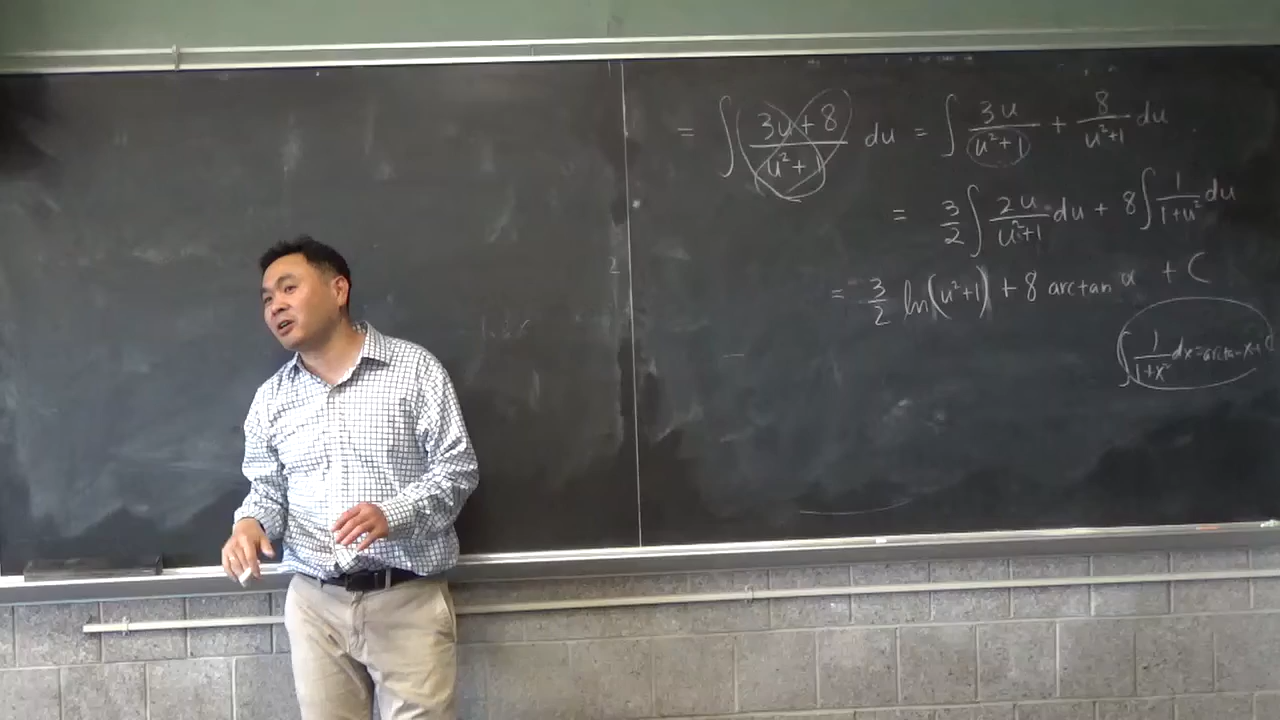 = ∫ (3u + 8)/(u² + 1) du = ∫ 3u/(u²+1) + 8/(u²+1) du
= 3/2 ∫ 2u/(u²+1) du + 8 ∫ 1/(1+u²) du
= 3/2 ln(u²+1) + 8 arctan u + C
∫ 1/(1+x²) dx = arctan x + C